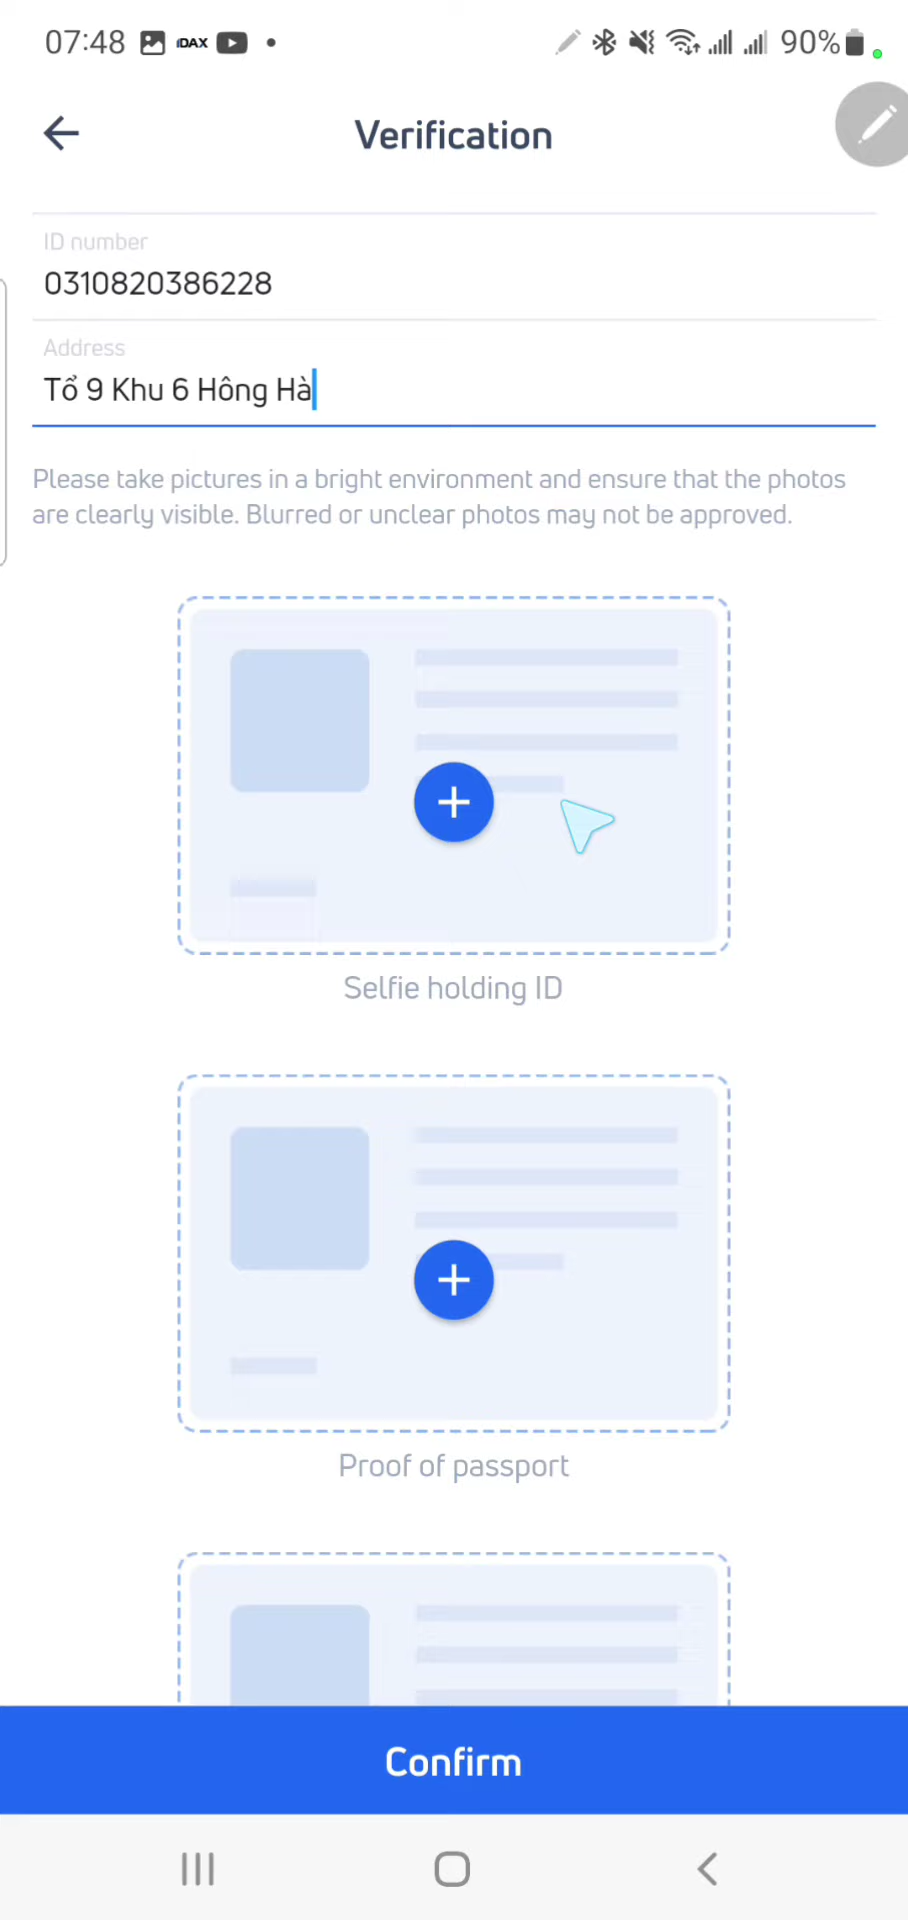 07:48 IDAX 90%
Verification
ID number
0310820386228
Address
Tổ 9 Khu 6 Hông Hà
Please take pictures in a bright environment and ensure that the photos
are clearly visible. Blurred or unclear photos may not be approved.
Selfie holding ID
Proof of passport
Confirm